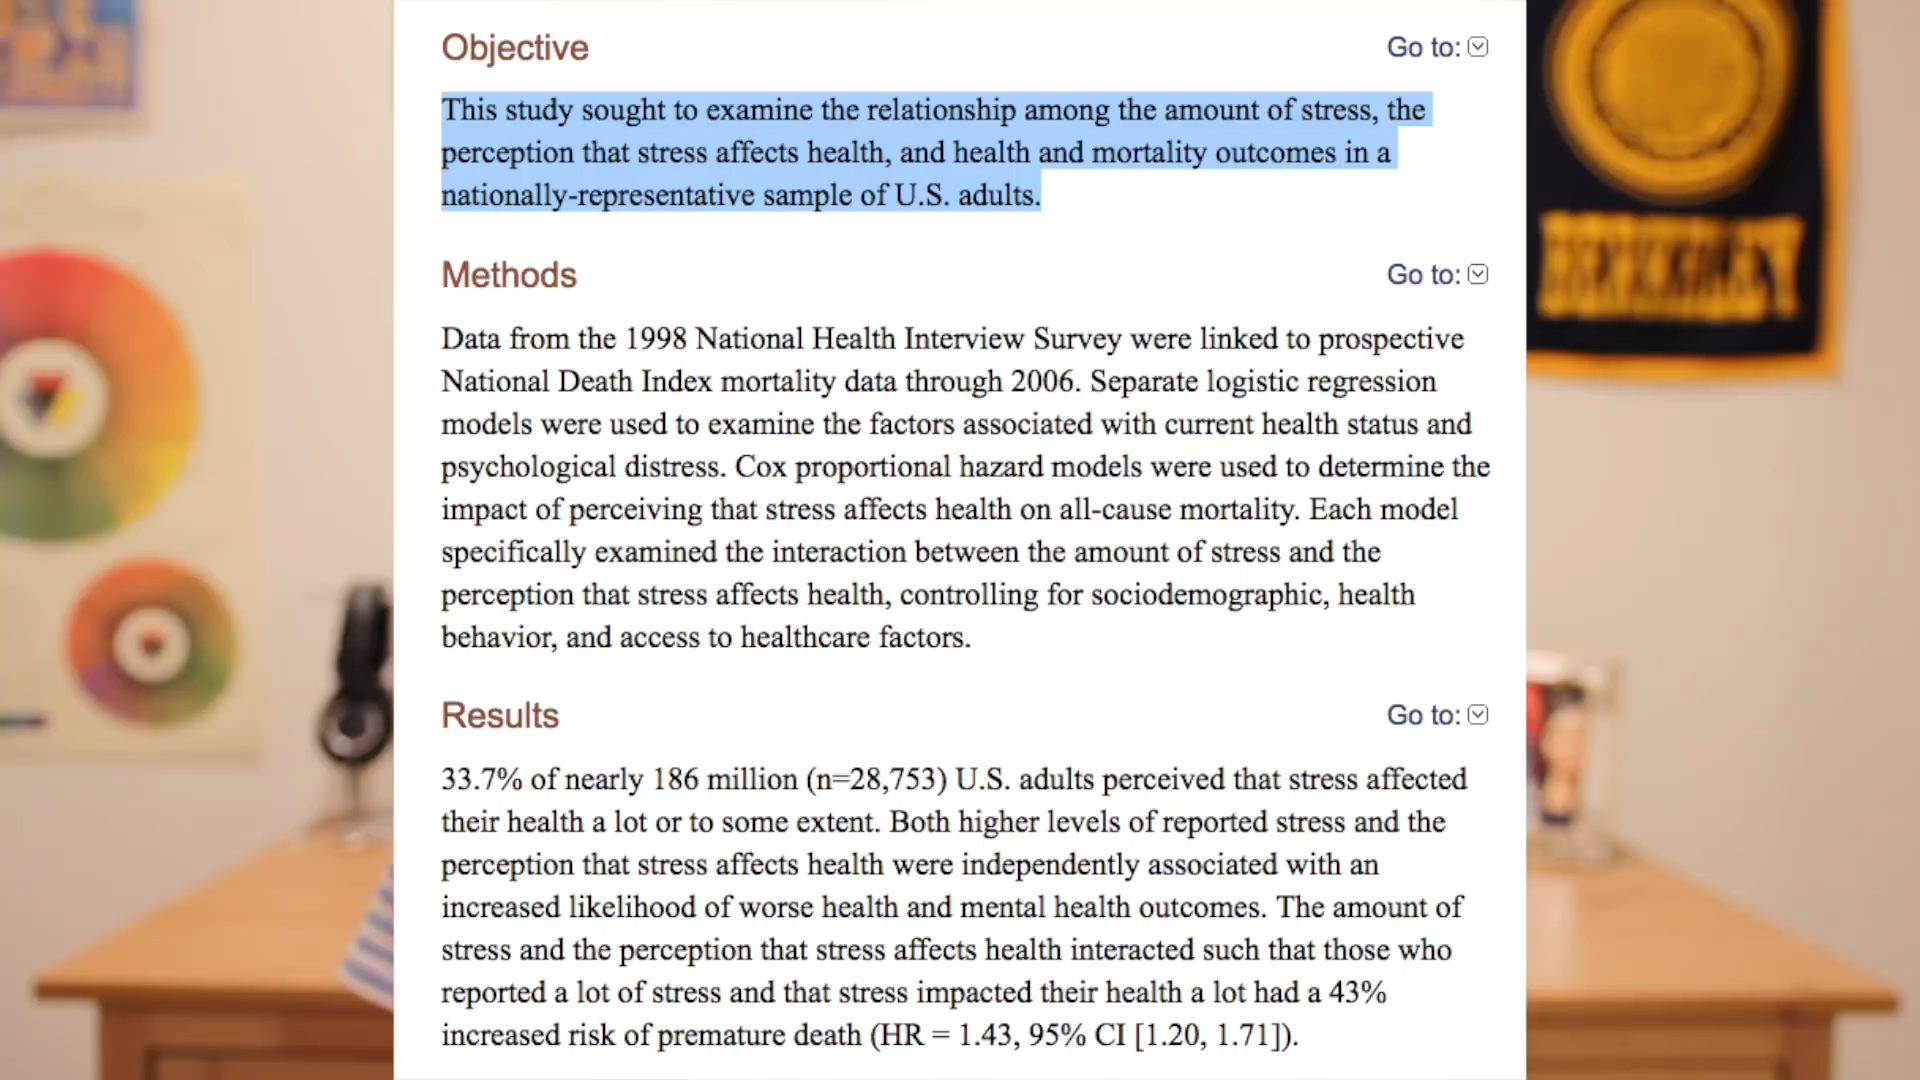 Objective
Go to:
This study sought to examine the relationship among the amount of stress, the
perception that stress affects health, and health and mortality outcomes in a
nationally-representative sample of U.S. adults.
Methods
Go to:
Data from the 1998 National Health Interview Survey were linked to prospective
National Death Index mortality data through 2006. Separate logistic regression
models were used to examine the factors associated with current health status and
psychological distress. Cox proportional hazard models were used to determine the
impact of perceiving that stress affects health on all-cause mortality. Each model
specifically examined the interaction between the amount of stress and the
perception that stress affects health, controlling for sociodemographic, health
behavior, and access to healthcare factors.
Results
Go to:
33.7% of nearly 186 million (n=28,753) U.S. adults perceived that stress affected
their health a lot or to some extent. Both higher levels of reported stress and the
perception that stress affects health were independently associated with an
increased likelihood of worse health and mental health outcomes. The amount of
stress and the perception that stress affects health interacted such that those who
reported a lot of stress and that stress impacted their health a lot had a 43%
increased risk of premature death (HR = 1.43, 95% CI [1.20, 1.71]).